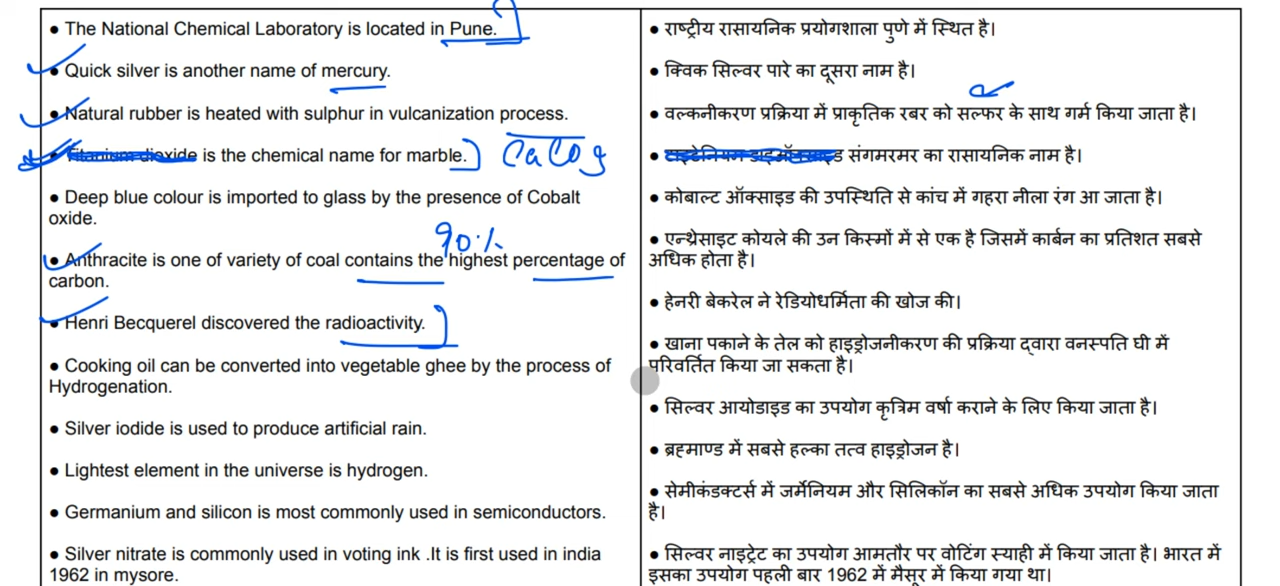 ● The National Chemical Laboratory is located in Pune.
● Quick silver is another name of mercury.
● Natural rubber is heated with sulphur in vulcanization process.
● Titanium dioxide is the chemical name for marble. CaCO3
● Deep blue colour is imported to glass by the presence of Cobalt
oxide.
90%
● Anthracite is one of variety of coal contains the highest percentage of
carbon.
● Henri Becquerel discovered the radioactivity.
● Cooking oil can be converted into vegetable ghee by the process of
Hydrogenation.
● Silver iodide is used to produce artificial rain.
● Lightest element in the universe is hydrogen.
● Germanium and silicon is most commonly used in semiconductors.
● Silver nitrate is commonly used in voting ink .It is first used in india
1962 in mysore.
● राष्ट्रीय रासायनिक प्रयोगशाला पुणे में स्थित है।
● क्विक सिल्वर पारे का दूसरा नाम है।
● वल्कनीकरण प्रक्रिया में प्राकृतिक रबर को सल्फर के साथ गर्म किया जाता है।
● टाइटेनियम डाइऑक्साइड संगमरमर का रासायनिक नाम है।
● कोबाल्ट ऑक्साइड की उपस्थिति से कांच में गहरा नीला रंग आ जाता है।
● एन्थ्रेसाइट कोयले की उन किस्मों में से एक है जिसमें कार्बन का प्रतिशत सबसे
अधिक होता है।
● हेनरी बेकरेल ने रेडियोधर्मिता की खोज की।
● खाना पकाने के तेल को हाइड्रोजनीकरण की प्रक्रिया द्वारा वनस्पति घी में
परिवर्तित किया जा सकता है।
● सिल्वर आयोडाइड का उपयोग कृत्रिम वर्षा कराने के लिए किया जाता है।
● ब्रह्माण्ड में सबसे हल्का तत्व हाइड्रोजन है।
● सेमीकंडक्टर्स में जर्मेनियम और सिलिकॉन का सबसे अधिक उपयोग किया जाता
है।
● सिल्वर नाइट्रेट का उपयोग आमतौर पर वोटिंग स्याही में किया जाता है। भारत में
इसका उपयोग पहली बार 1962 में मैसूर में किया गया था।